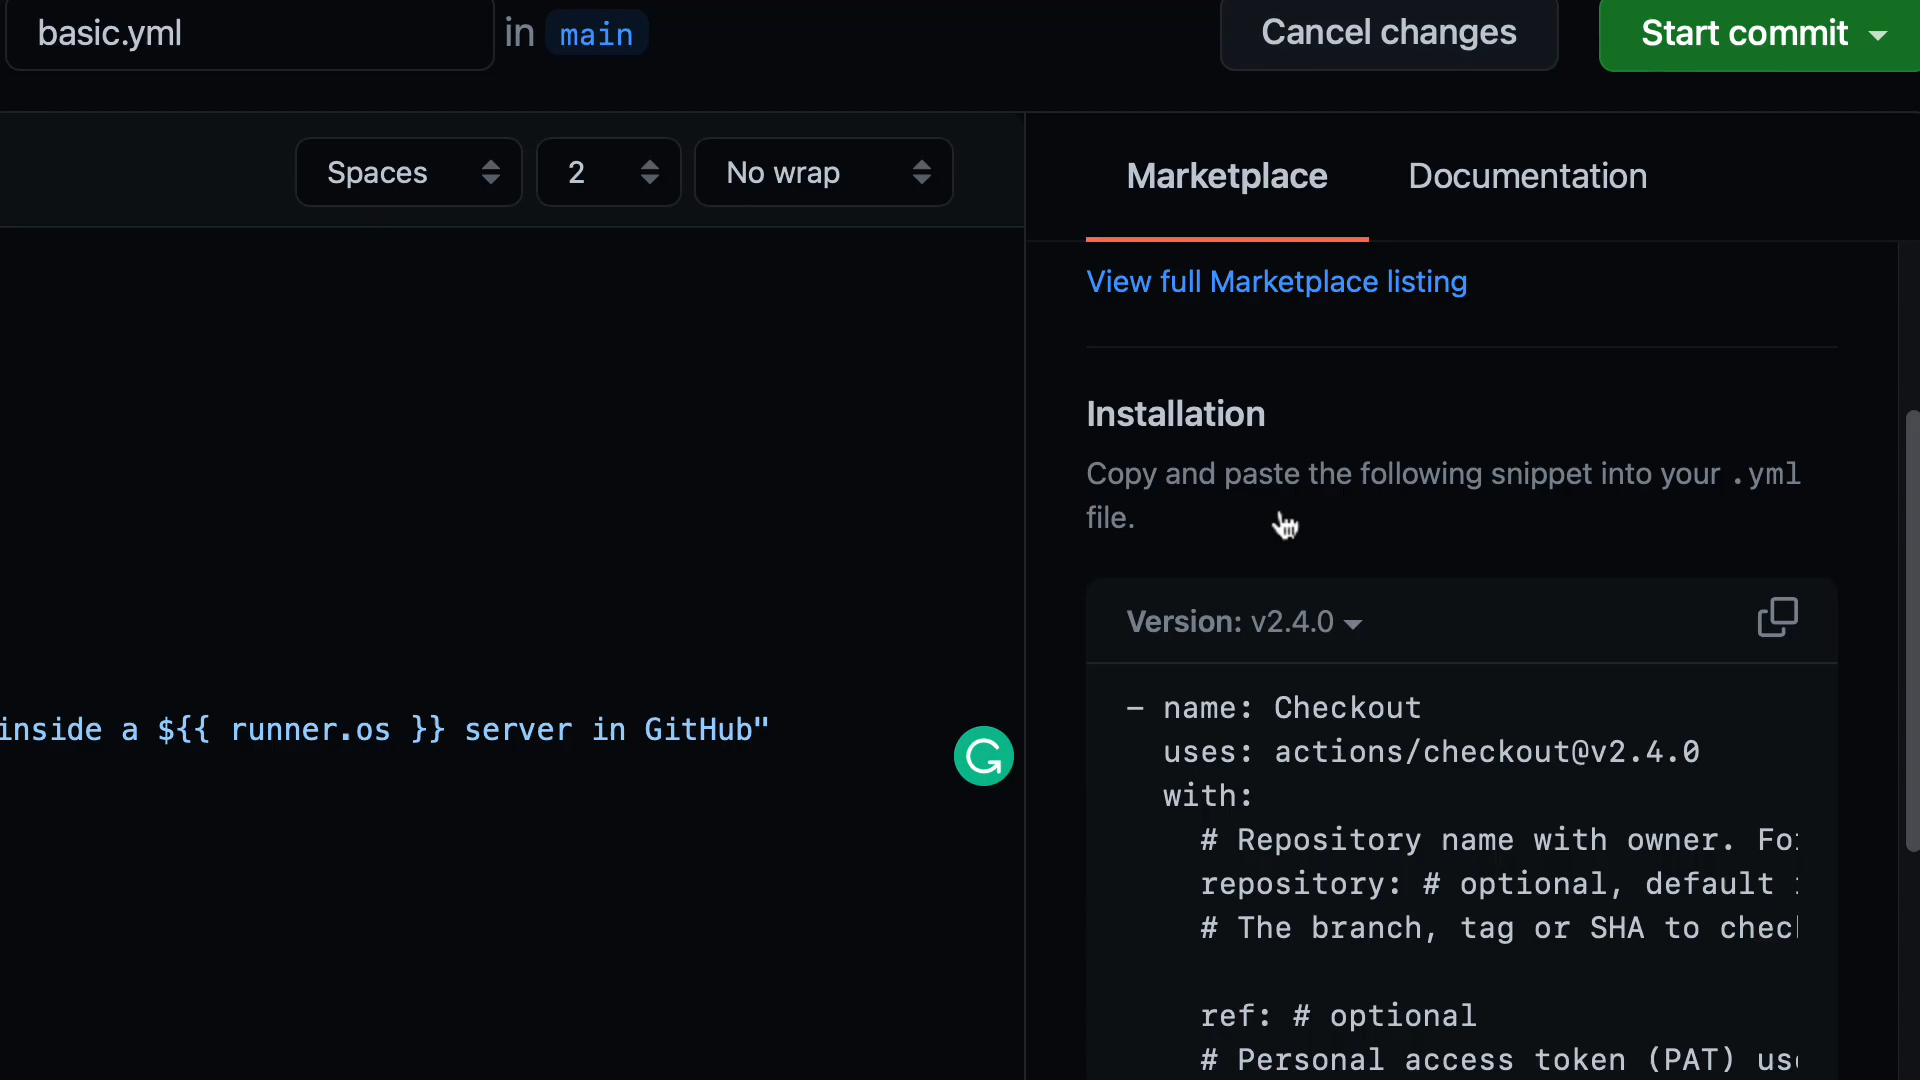 basic.yml in main
Cancel changes
Start commit
Spaces
2
No wrap
Marketplace
Documentation
View full Marketplace listing
Installation
Copy and paste the following snippet into your .yml
file.
Version: v2.4.0
inside a ${{ runner.os }} server in GitHub"
- name: Checkout
uses: actions/checkout@v2.4.0
with:
# Repository name with owner.
repository: # optional, default
# The branch, tag or SHA to
ref: # optional
# Personal access token (PAT)